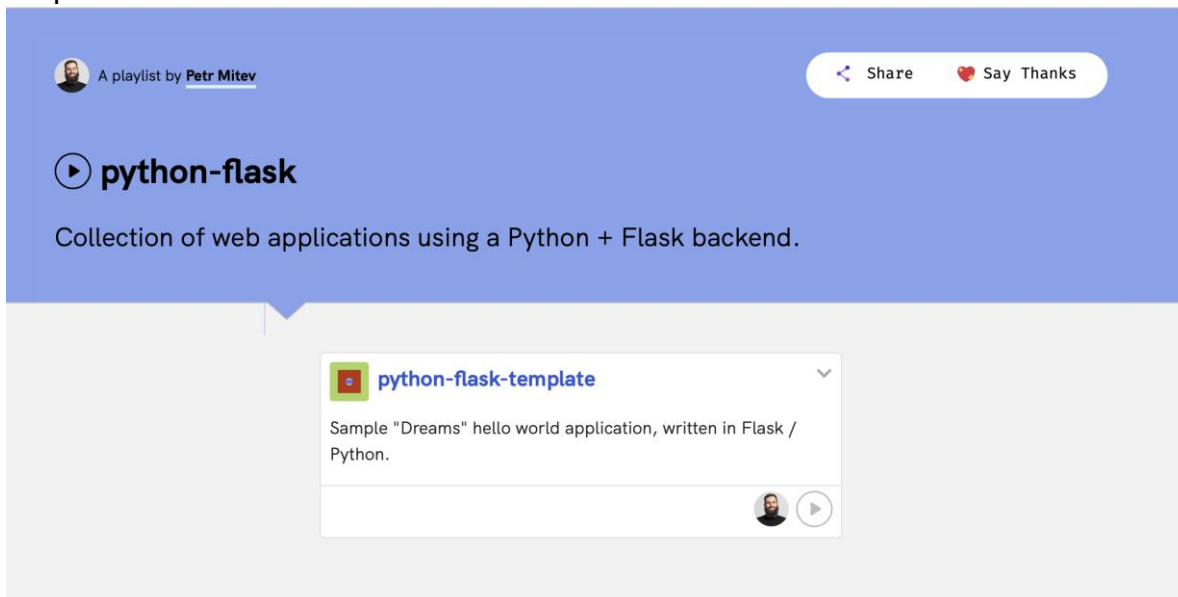 A playlist by Petr Mitev
Share
Say Thanks
python-flask
Collection of web applications using a Python + Flask backend.
python-flask-template
Sample "Dreams" hello world application, written in Flask /
Python.